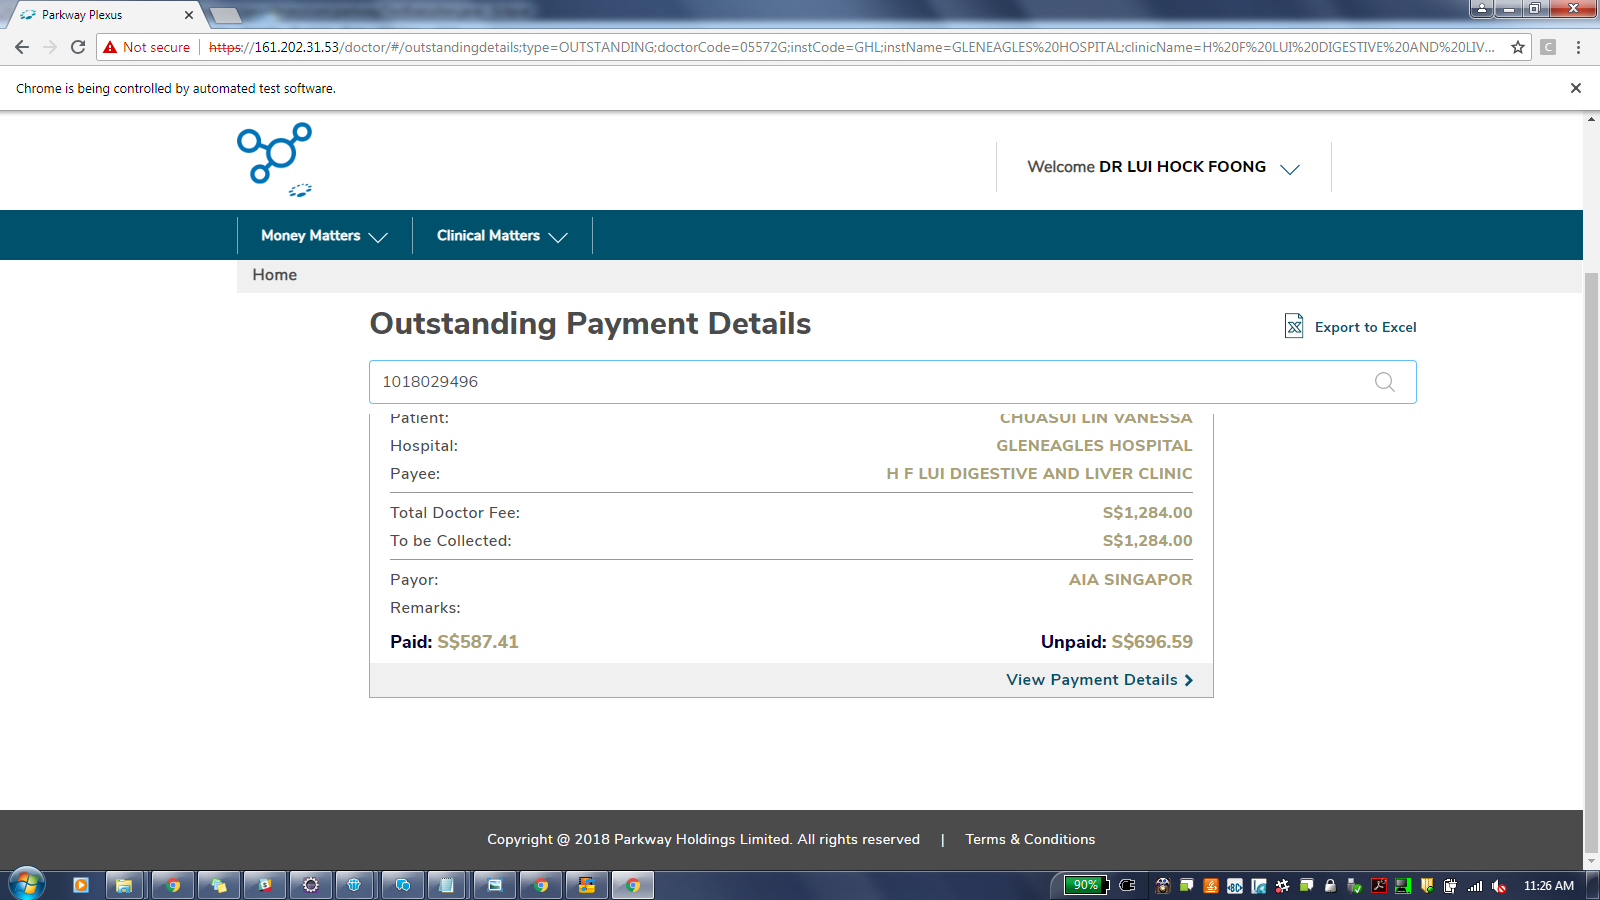 Parkway Plexus
Not secure
https://161.202.31.53/doctor/#/outstandingdetails;type=OUTSTANDING;doctorCode=05572G;instCode=GHL;instName=GLENEAGLES%20HOSPITAL;clinicName=H%20F%20LUI%20DIGESTIVE%20AND%20LIV...
Chrome is being controlled by automated test software.
Welcome DR LUI HOCK FOONG
Money Matters
Clinical Matters
Home
Outstanding Payment Details
Export to Excel
1018029496
Patient: CHUASUI LIN VANESSA
Hospital: GLENEAGLES HOSPITAL
Payee: H F LUI DIGESTIVE AND LIVER CLINIC
Total Doctor Fee: S$1,284.00
To be Collected: S$1,284.00
Payor: AIA SINGAPOR
Remarks:
Paid: S$587.41 Unpaid: S$696.59
View Payment Details
Copyright @ 2018 Parkway Holdings Limited. All rights reserved | Terms & Conditions
90%
11:26 AM